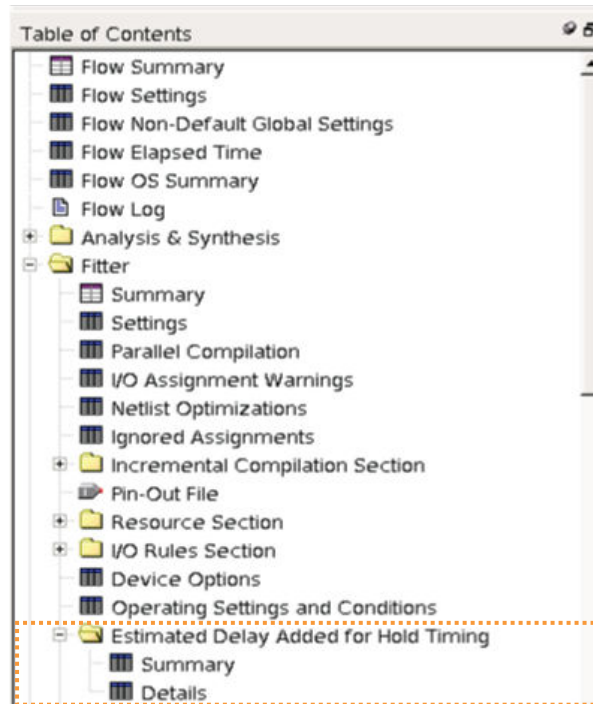 Table of Contents
Flow Summary
Flow Settings
Flow Non-Default Global Settings
Flow Elapsed Time
Flow OS Summary
Flow Log
Analysis & Synthesis
Fitter
Summary
Settings
Parallel Compilation
I/O Assignment Warnings
Netlist Optimizations
Ignored Assignments
Incremental Compilation Section
Pin-Out File
Resource Section
I/O Rules Section
Device Options
Operating Settings and Conditions
Estimated Delay Added for Hold Timing
Summary
Details